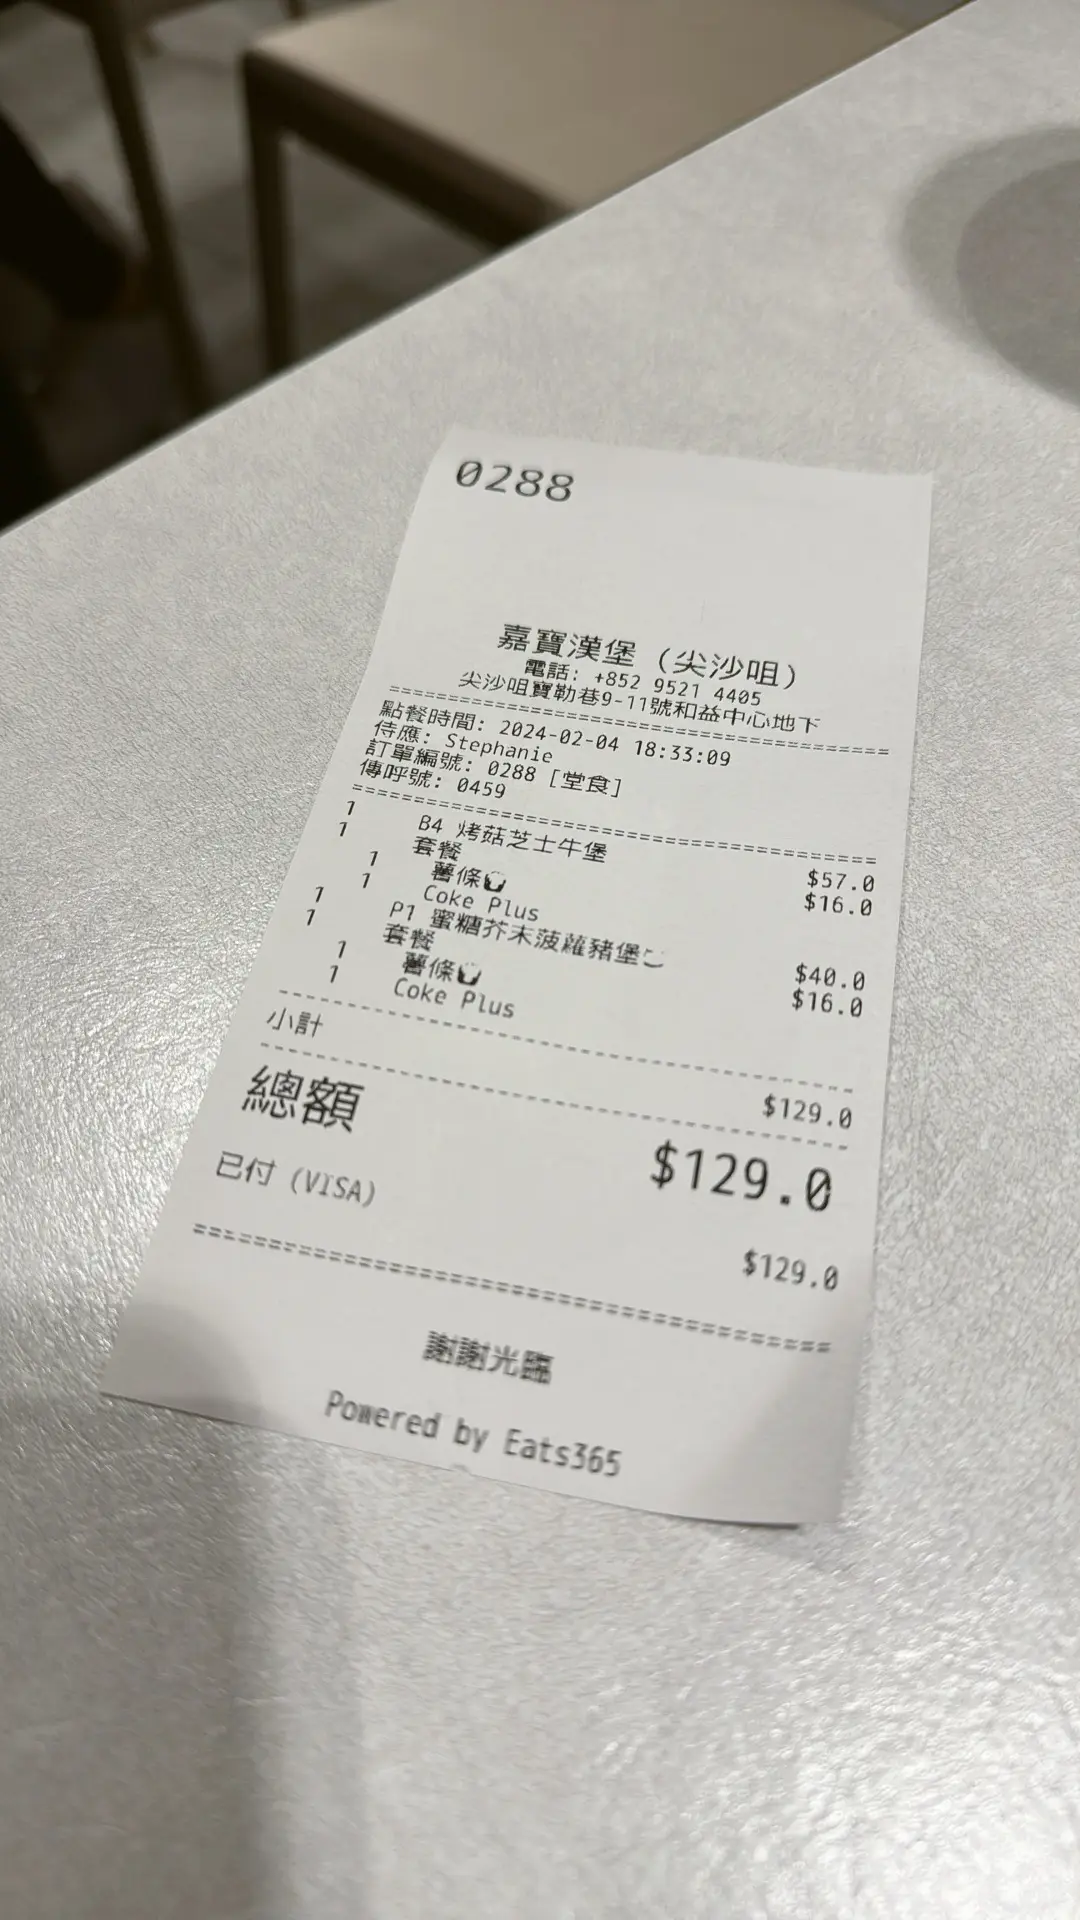 0288
嘉寶漢堡 (尖沙咀)
電話: +852 9521 4405
尖沙咀寶勒巷9-11號和益中心地下
點餐時間: 2024-02-04 18:33:09
侍應: Stephanie
訂單編號: 0288 [堂食]
傳呼號: 0459
1 B4 烤菇芝士牛堡 $57.0
1 套餐 $16.0
1 薯條🍟
1 Coke Plus
1 P1 蜜糖芥末菠蘿豬堡 $40.0
1 套餐 $16.0
1 薯條🍟
1 Coke Plus
小計 $129.0
總額 $129.0
已付 (VISA) $129.0
謝謝光臨
Powered by Eats365